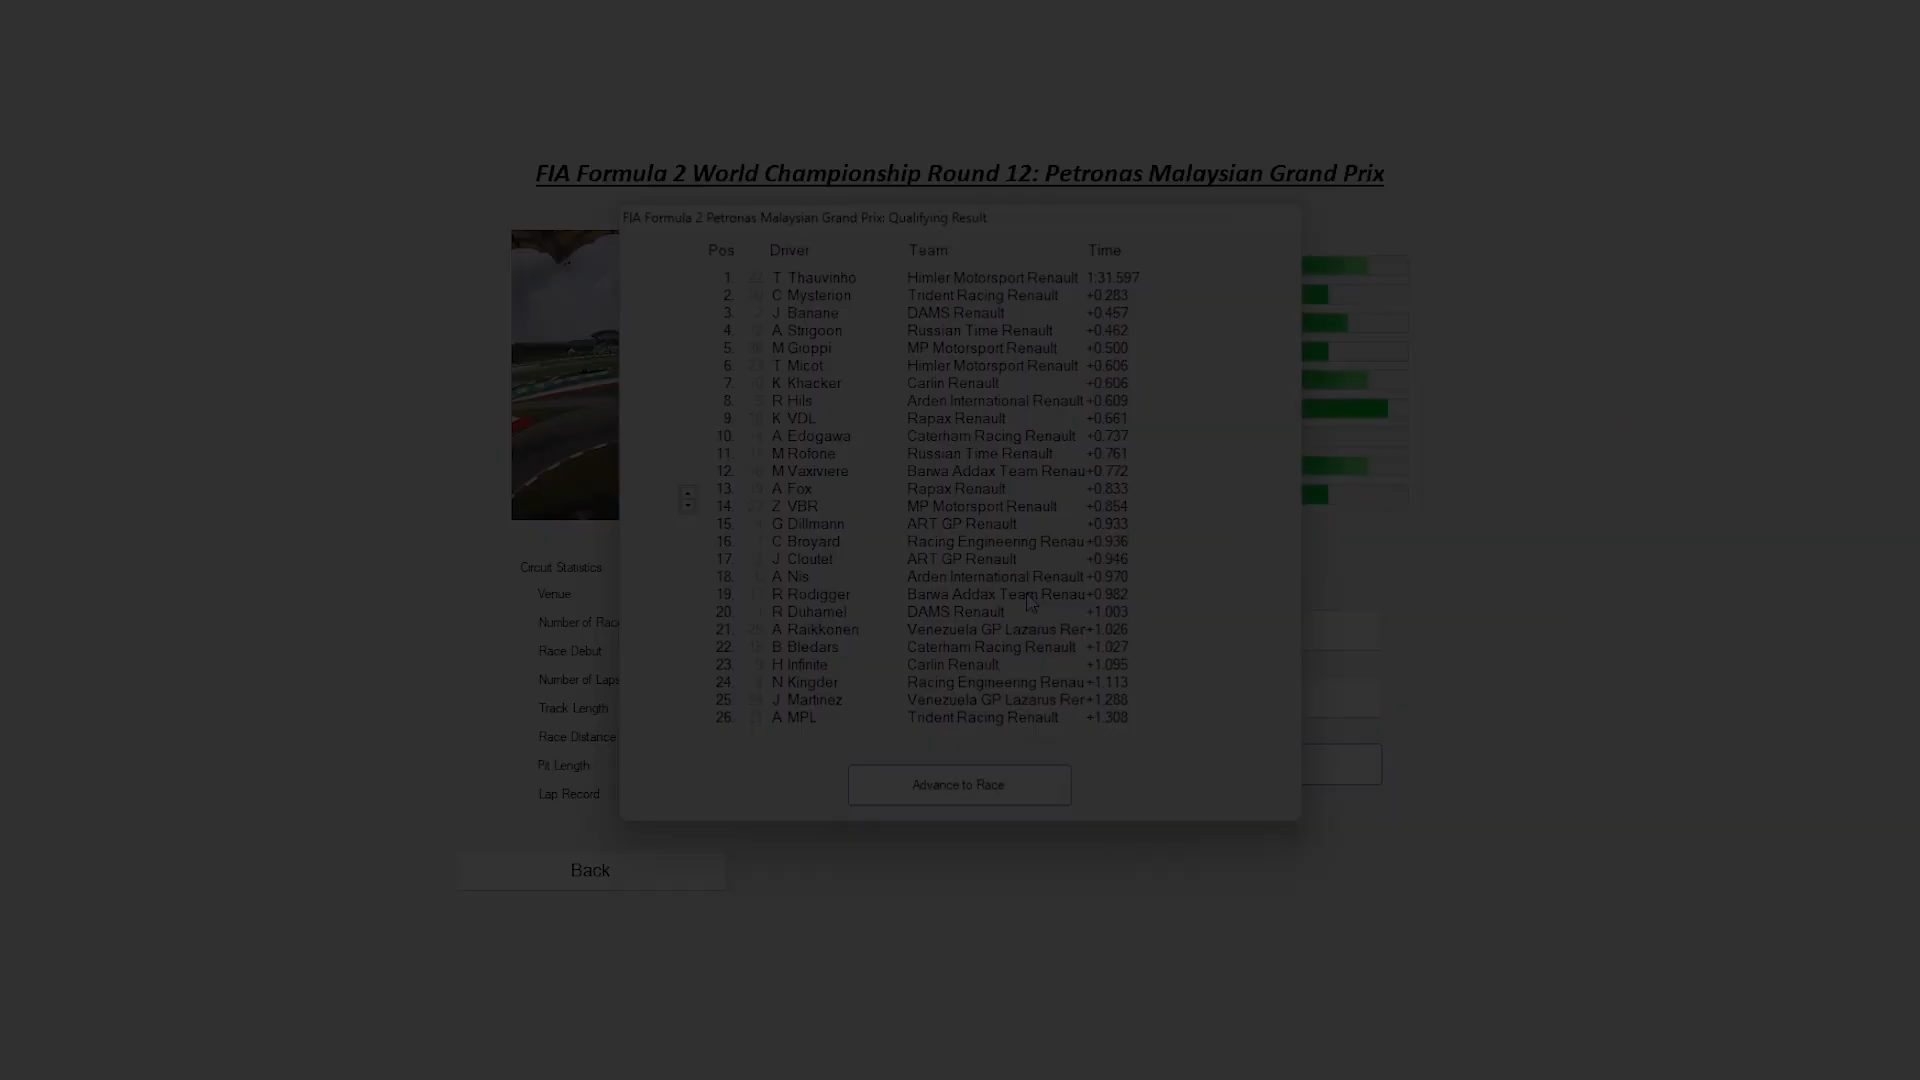 FIA Formula 2 World Championship Round 12: Petronas Malaysian Grand Prix
FIA Formula 2 Petronas Malaysian Grand Prix: Qualifying Result
Pos Driver Team Time
1. T Thauvinho Himler Motorsport Renault 1:31.597
2. C Mysterion Trident Racing Renault +0.283
3. J Banane DAMS Renault +0.457
4. A Strigoon Russian Time Renault +0.462
5. M Gioppi MP Motorsport Renault +0.500
6. T Micot Himler Motorsport Renault +0.606
7. K Khacker Carlin Renault +0.606
8. R Hils Arden International Renault +0.609
9. K VDL Rapax Renault +0.661
10. A Edogawa Caterham Racing Renault +0.737
11. M Rofone Russian Time Renault +0.761
12. M Vaxiviere Barwa Addax Team Renau +0.772
13. A Fox Rapax Renault +0.833
14. Z VBR MP Motorsport Renault +0.854
15. G Dillmann ART GP Renault +0.933
16. C Broyard Racing Engineering Renau +0.936
17. J Cloutet ART GP Renault +0.946
18. A Nis Arden International Renault +0.970
19. R Rodigger Barwa Addax Team Renau +0.982
20. R Duhamel DAMS Renault +1.003
21. A Raikkonen Venezuela GP Lazarus Rer +1.026
22. B Bledars Caterham Racing Renault +1.027
23. H Infinite Carlin Renault +1.095
24. N Kingder Racing Engineering Renau +1.113
25. J Martinez Venezuela GP Lazarus Rer +1.288
26. A MPL Trident Racing Renault +1.308
Advance to Race
Circuit Statistics
Venue
Number of Rac
Race Debut
Number of Laps
Track Length
Race Distance
Pit Length
Lap Record
Back